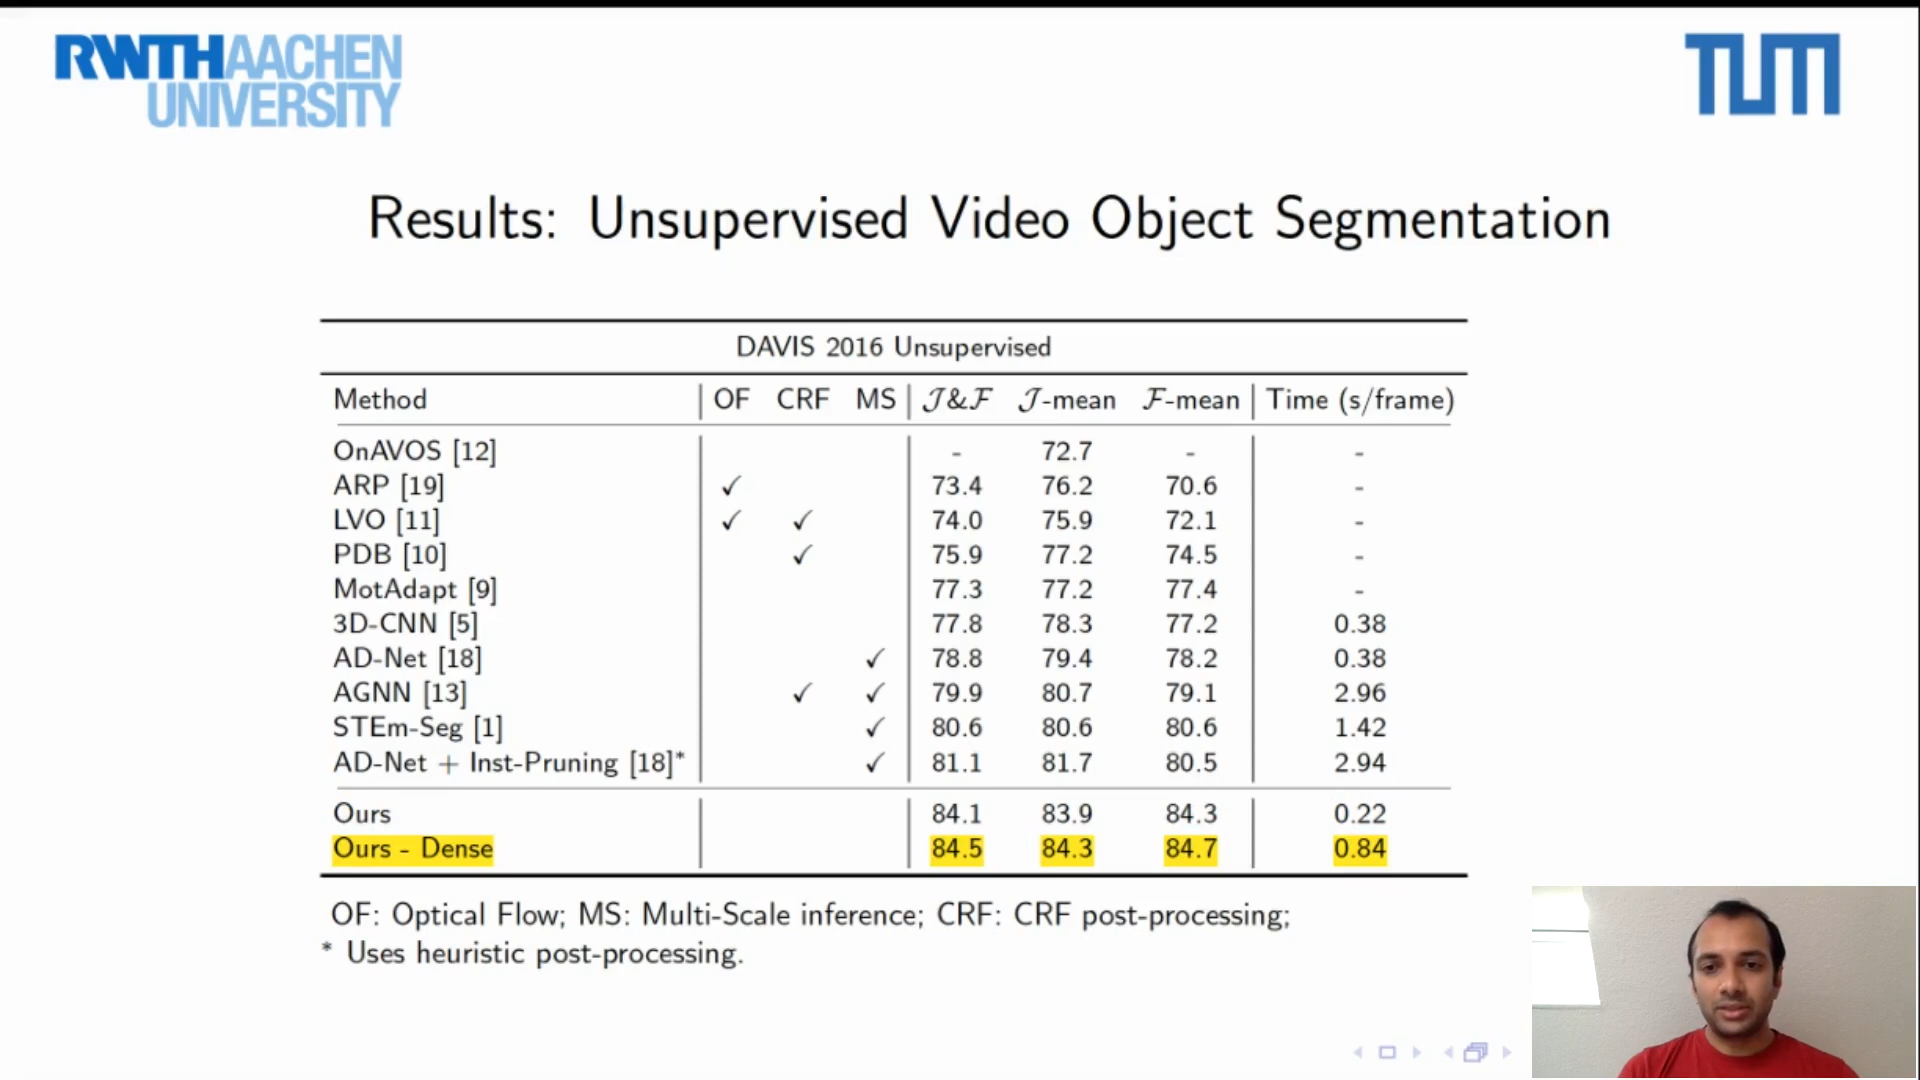 RWTHAACHEN
UNIVERSITY
TUM
Results: Unsupervised Video Object Segmentation
DAVIS 2016 Unsupervised
Method OF CRF MS J&F J-mean F-mean Time (s/frame)
OnAVOS [12] - 72.7 - -
ARP [19] ✓ 73.4 76.2 70.6 -
LVO [11] ✓ ✓ 74.0 75.9 72.1 -
PDB [10] ✓ 75.9 77.2 74.5 -
MotAdapt [9] 77.3 77.2 77.4 -
3D-CNN [5] 77.8 78.3 77.2 0.38
AD-Net [18] ✓ 78.8 79.4 78.2 0.38
AGNN [13] ✓ ✓ 79.9 80.7 79.1 2.96
STEm-Seg [1] ✓ 80.6 80.6 80.6 1.42
AD-Net + Inst-Pruning [18]* ✓ 81.1 81.7 80.5 2.94
Ours 84.1 83.9 84.3 0.22
Ours - Dense 84.5 84.3 84.7 0.84
OF: Optical Flow; MS: Multi-Scale inference; CRF: CRF post-processing;
* Uses heuristic post-processing.